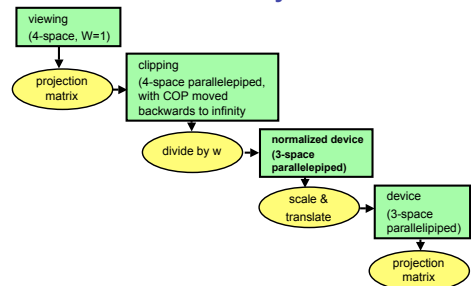 viewing
(4-space, W=1)
projection
matrix
clipping
(4-space parallelepiped,
with COP moved
backwards to infinity
divide by w
normalized device
(3-space
parallelepiped)
scale &
translate
device
(3-space
parallelipiped)
projection
matrix